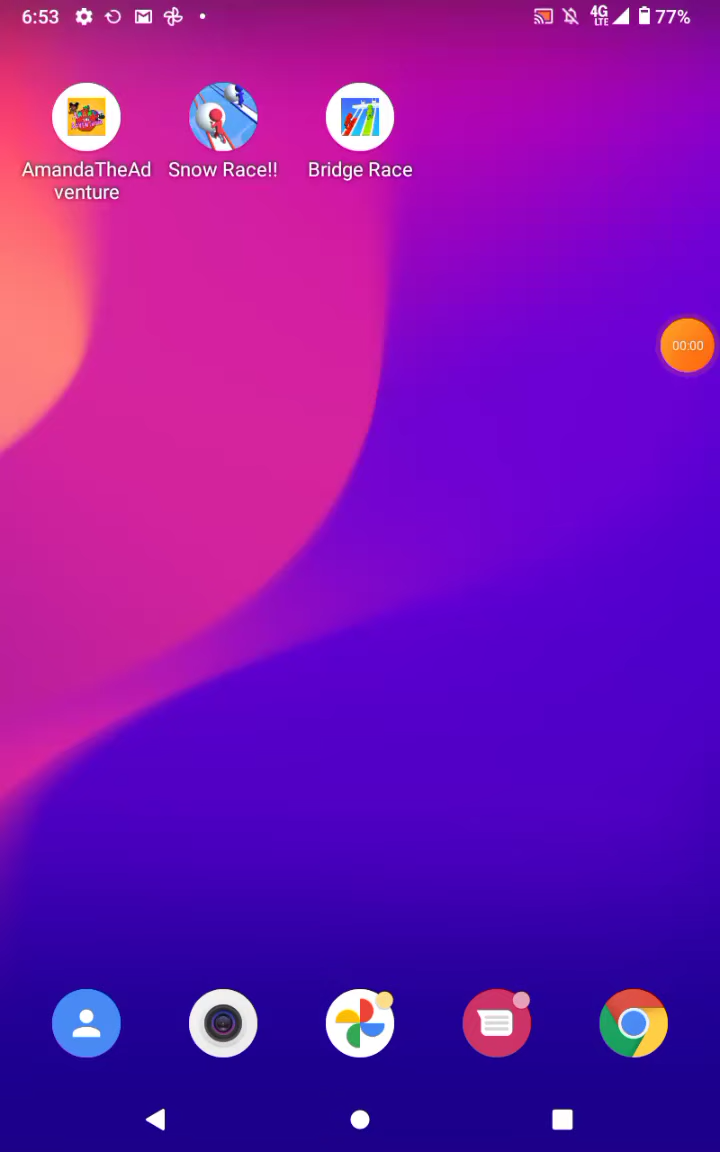 6:53
4G
LTE
77%
AmandaTheAd
venture
Snow Race!!
Bridge Race
00:00